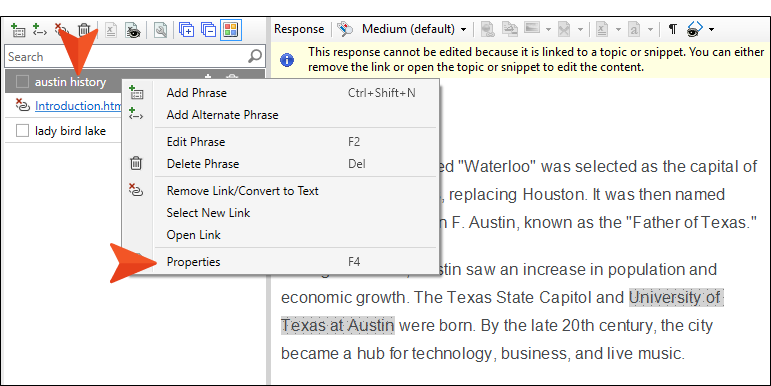 Response Medium (default)
Search
This response cannot be edited because it is linked to a topic or snippet. You can either
remove the link or open the topic or snippet to edit the content.
austin history
Introduction.htm
lady bird lake
Add Phrase Ctrl+Shift+N
Add Alternate Phrase
Edit Phrase F2
Delete Phrase Del
Remove Link/Convert to Text
Select New Link
Open Link
Properties F4
"Waterloo" was selected as the capital of
, replacing Houston. It was then named
F. Austin, known as the "Father of Texas."
saw an increase in population and
economic growth. The Texas State Capitol and University of
Texas at Austin were born. By the late 20th century, the city
became a hub for technology, business, and live music.